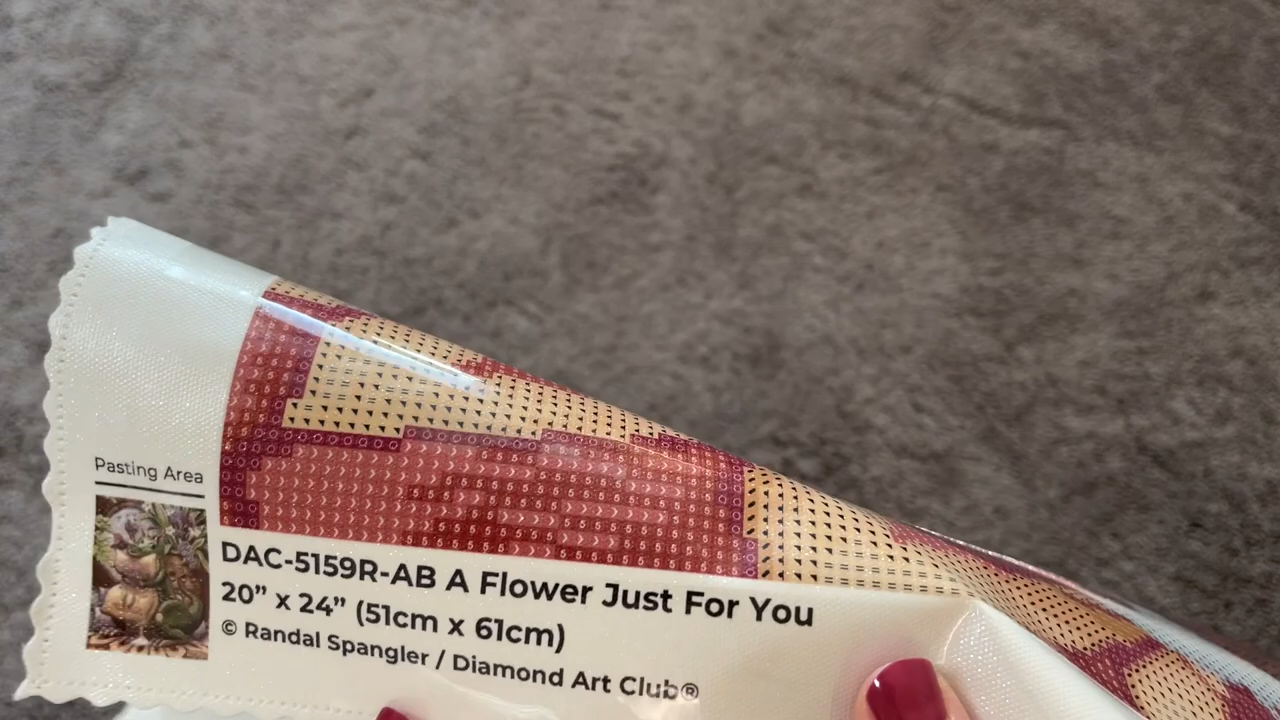 Pasting Area
DAC-5159R-AB A Flower Just For You
20” x 24” (51cm x 61cm)
© Randal Spangler / Diamond Art Club®